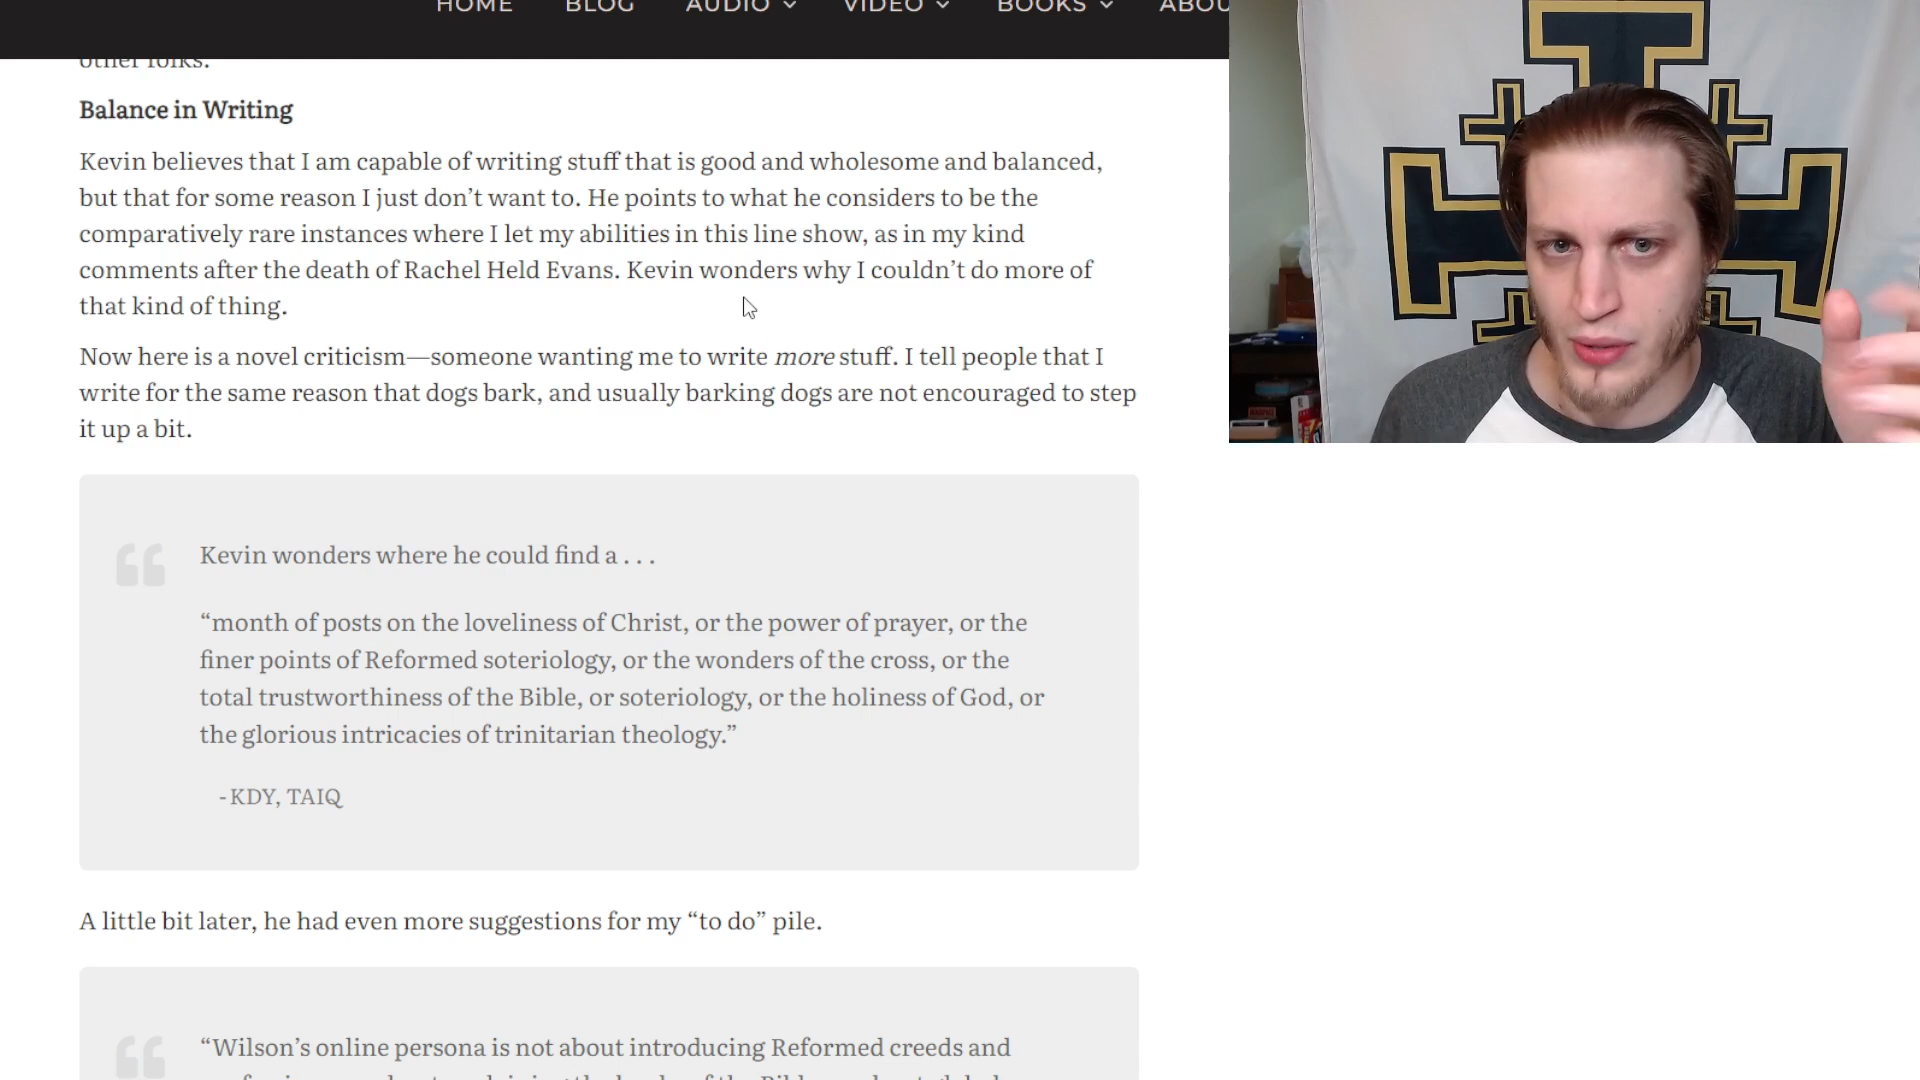 HOME BLOG AUDIO VIDEO BOOKS ABOU
other folks.
Balance in Writing
Kevin believes that I am capable of writing stuff that is good and wholesome and balanced,
but that for some reason I just don’t want to. He points to what he considers to be the
comparatively rare instances where I let my abilities in this line show, as in my kind
comments after the death of Rachel Held Evans. Kevin wonders why I couldn’t do more of
that kind of thing.
Now here is a novel criticism—someone wanting me to write more stuff. I tell people that I
write for the same reason that dogs bark, and usually barking dogs are not encouraged to step
it up a bit.
Kevin wonders where he could find a . . .
“month of posts on the loveliness of Christ, or the power of prayer, or the
finer points of Reformed soteriology, or the wonders of the cross, or the
total trustworthiness of the Bible, or soteriology, or the holiness of God, or
the glorious intricacies of trinitarian theology.”
- KDY, TAIQ
A little bit later, he had even more suggestions for my “to do” pile.
“Wilson’s online persona is not about introducing Reformed creeds and